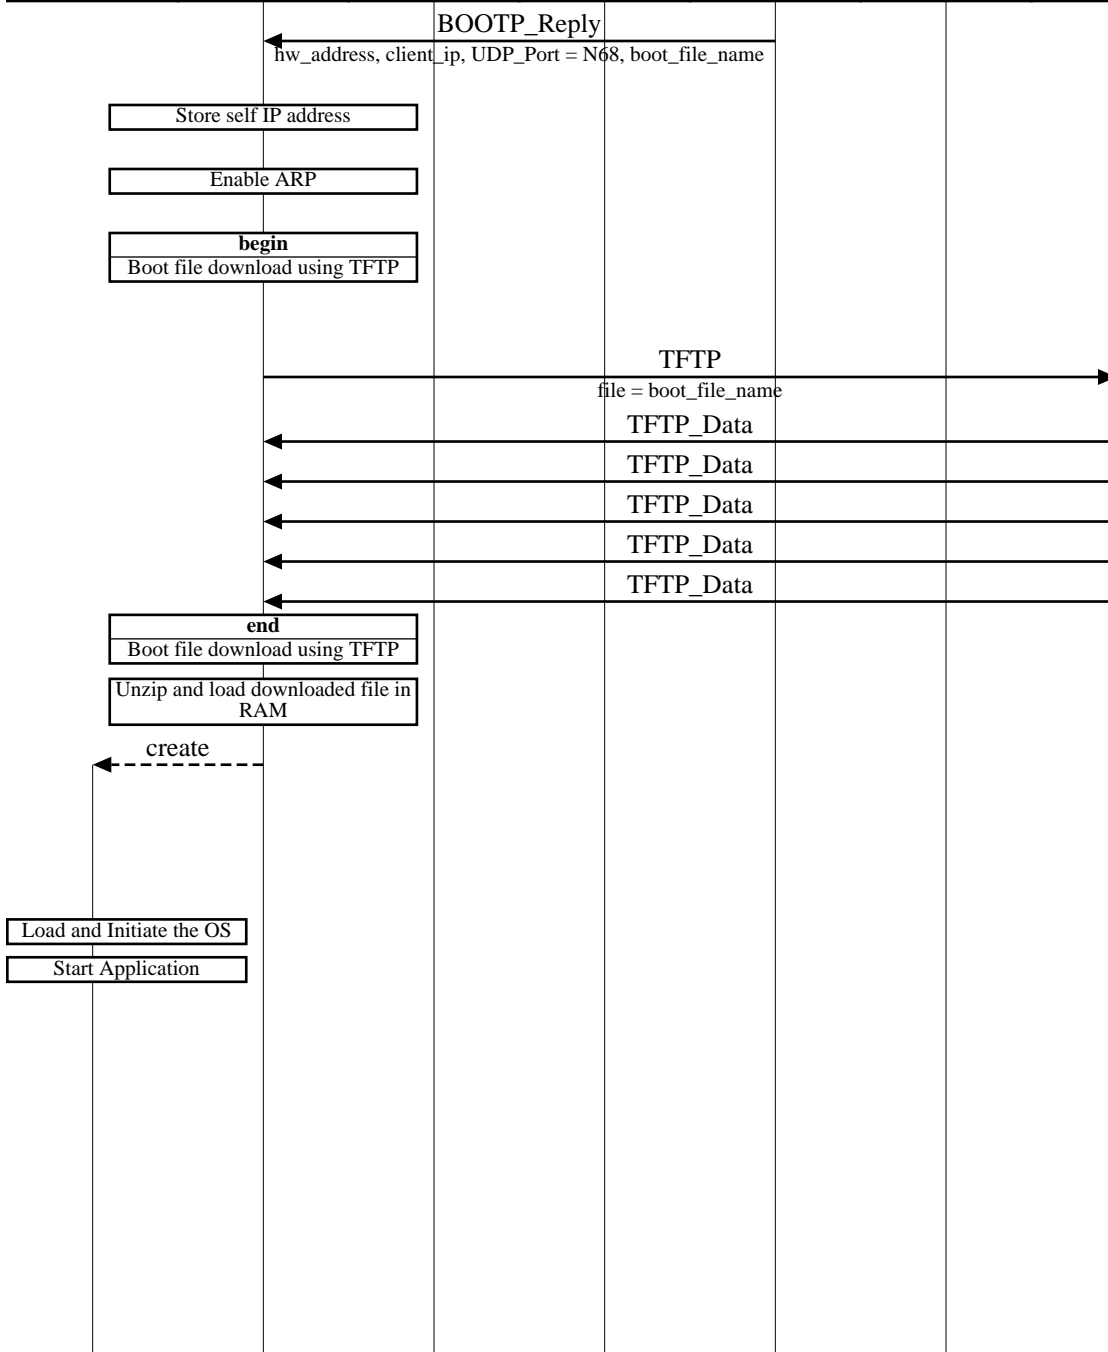 BOOTP_Reply
hw_address, client_ip, UDP_Port = N68, boot_file_name
Store self IP address
Enable ARP
begin
Boot file download using TFTP
TFTP
file = boot_file_name
TFTP_Data
TFTP_Data
TFTP_Data
TFTP_Data
TFTP_Data
end
Boot file download using TFTP
Unzip and load downloaded file in
RAM
create
Load and Initiate the OS
Start Application